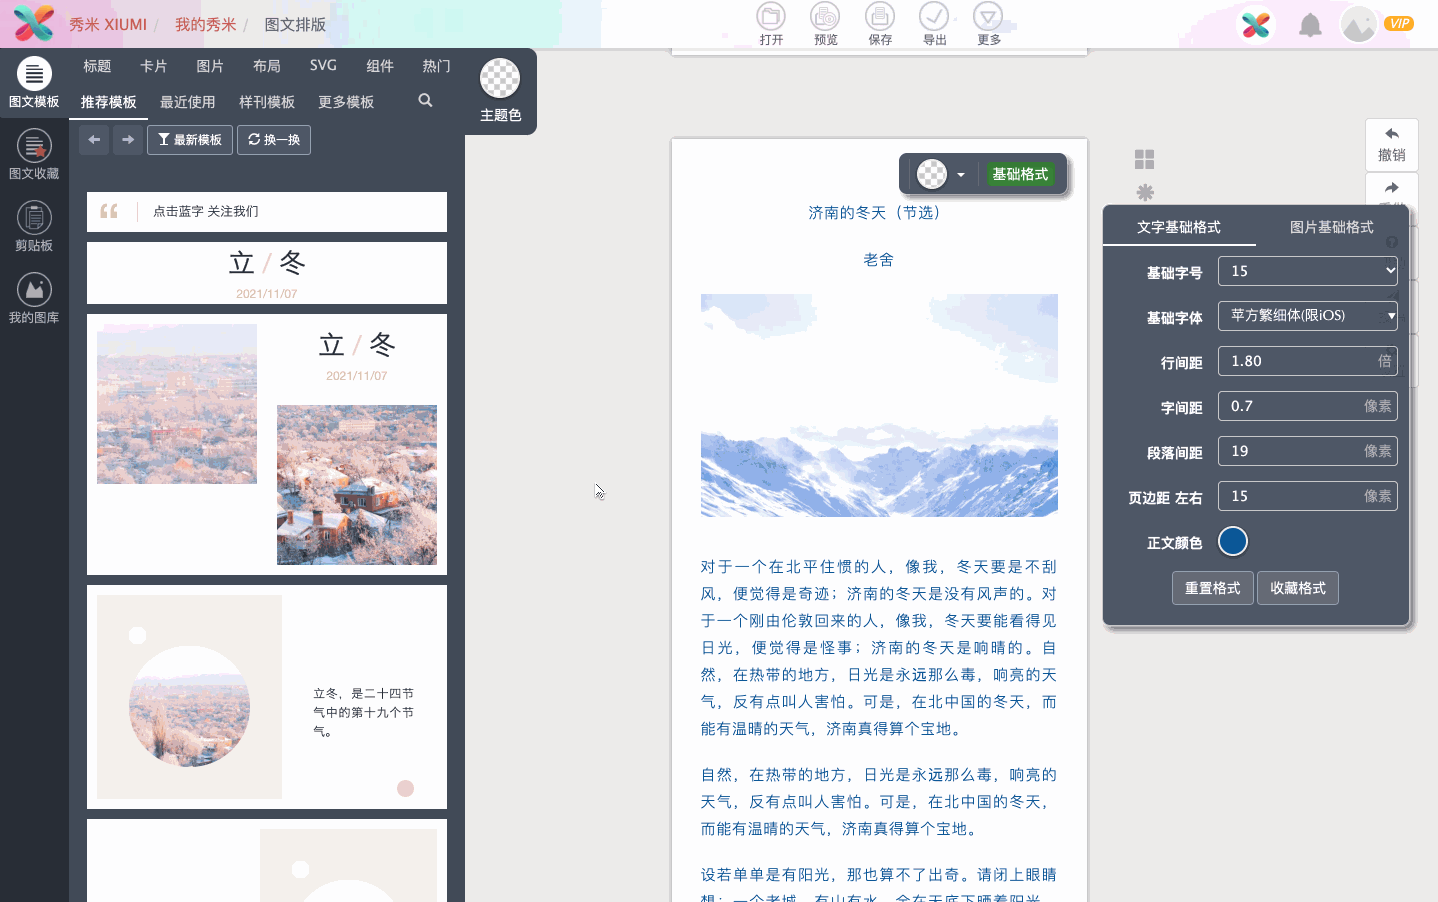 秀米 XIUMI / 我的秀米 / 图文排版
打开 预览 保存 导出 更多
VIP
图文模板
图文收藏
剪贴板
我的图库
标题 卡片 图片 布局 SVG 组件 热门
推荐模板 最近使用 样刊模板 更多模板
主题色
最新模板 换一换
点击蓝字 关注我们
立 / 冬
2021/11/07
立 / 冬
2021/11/07
立冬，是二十四节
气中的第十九个节
气。
基础格式
济南的冬天（节选）
老舍
对于一个在北平住惯的人，像我，冬天要是不刮
风，便觉得是奇迹；济南的冬天是没有风声的。对
于一个刚由伦敦回来的人，像我，冬天要能看得见
日光，便觉得是怪事；济南的冬天是响晴的。自
然，在热带的地方，日光是永远那么毒，响亮的天
气，反有点叫人害怕。可是，在北中国的冬天，而
能有温晴的天气，济南真得算个宝地。
自然，在热带的地方，日光是永远那么毒，响亮的
天气，反有点叫人害怕。可是，在北中国的冬天，
而能有温晴的天气，济南真得算个宝地。
设若单单是有阳光，那也算不了出奇。请闭上眼睛
想：一个老城，有山有水，全在天底下晒着阳光，
撤销
文字基础格式 图片基础格式
基础字号 15
基础字体 苹方繁细体(限iOS)
行间距 1.80 倍
字间距 0.7 像素
段落间距 19 像素
页边距 左右 15 像素
正文颜色
重置格式 收藏格式